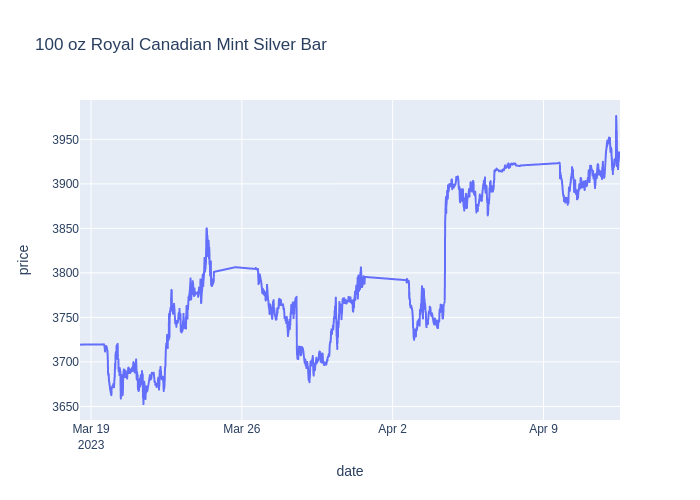 100 oz Royal Canadian Mint Silver Bar
3950
3900
3850
3800
3750
3700
3650
price
Mar 19
2023
Mar 26
Apr 2
Apr 9
date